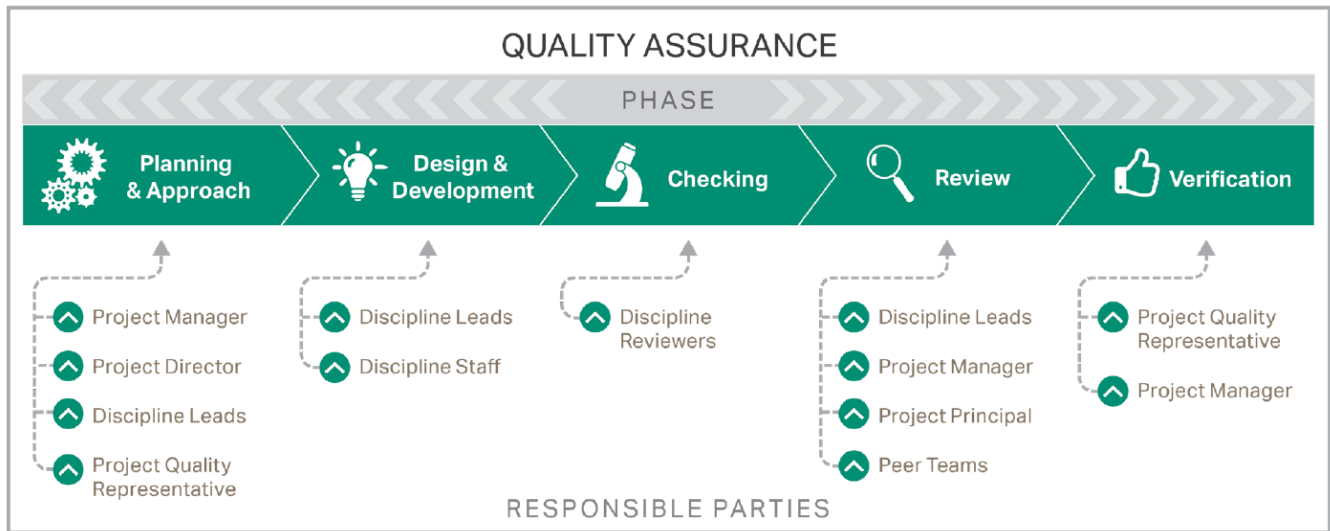 QUALITY ASSURANCE
PHASE
Planning
& Approach
Design &
Development
Checking
Review
Verification
Project Manager
Project Director
Discipline Leads
Project Quality
Representative
Discipline Leads
Discipline Staff
Discipline
Reviewers
Discipline Leads
Project Manager
Project Principal
Peer Teams
Project Quality
Representative
Project Manager
RESPONSIBLE PARTIES